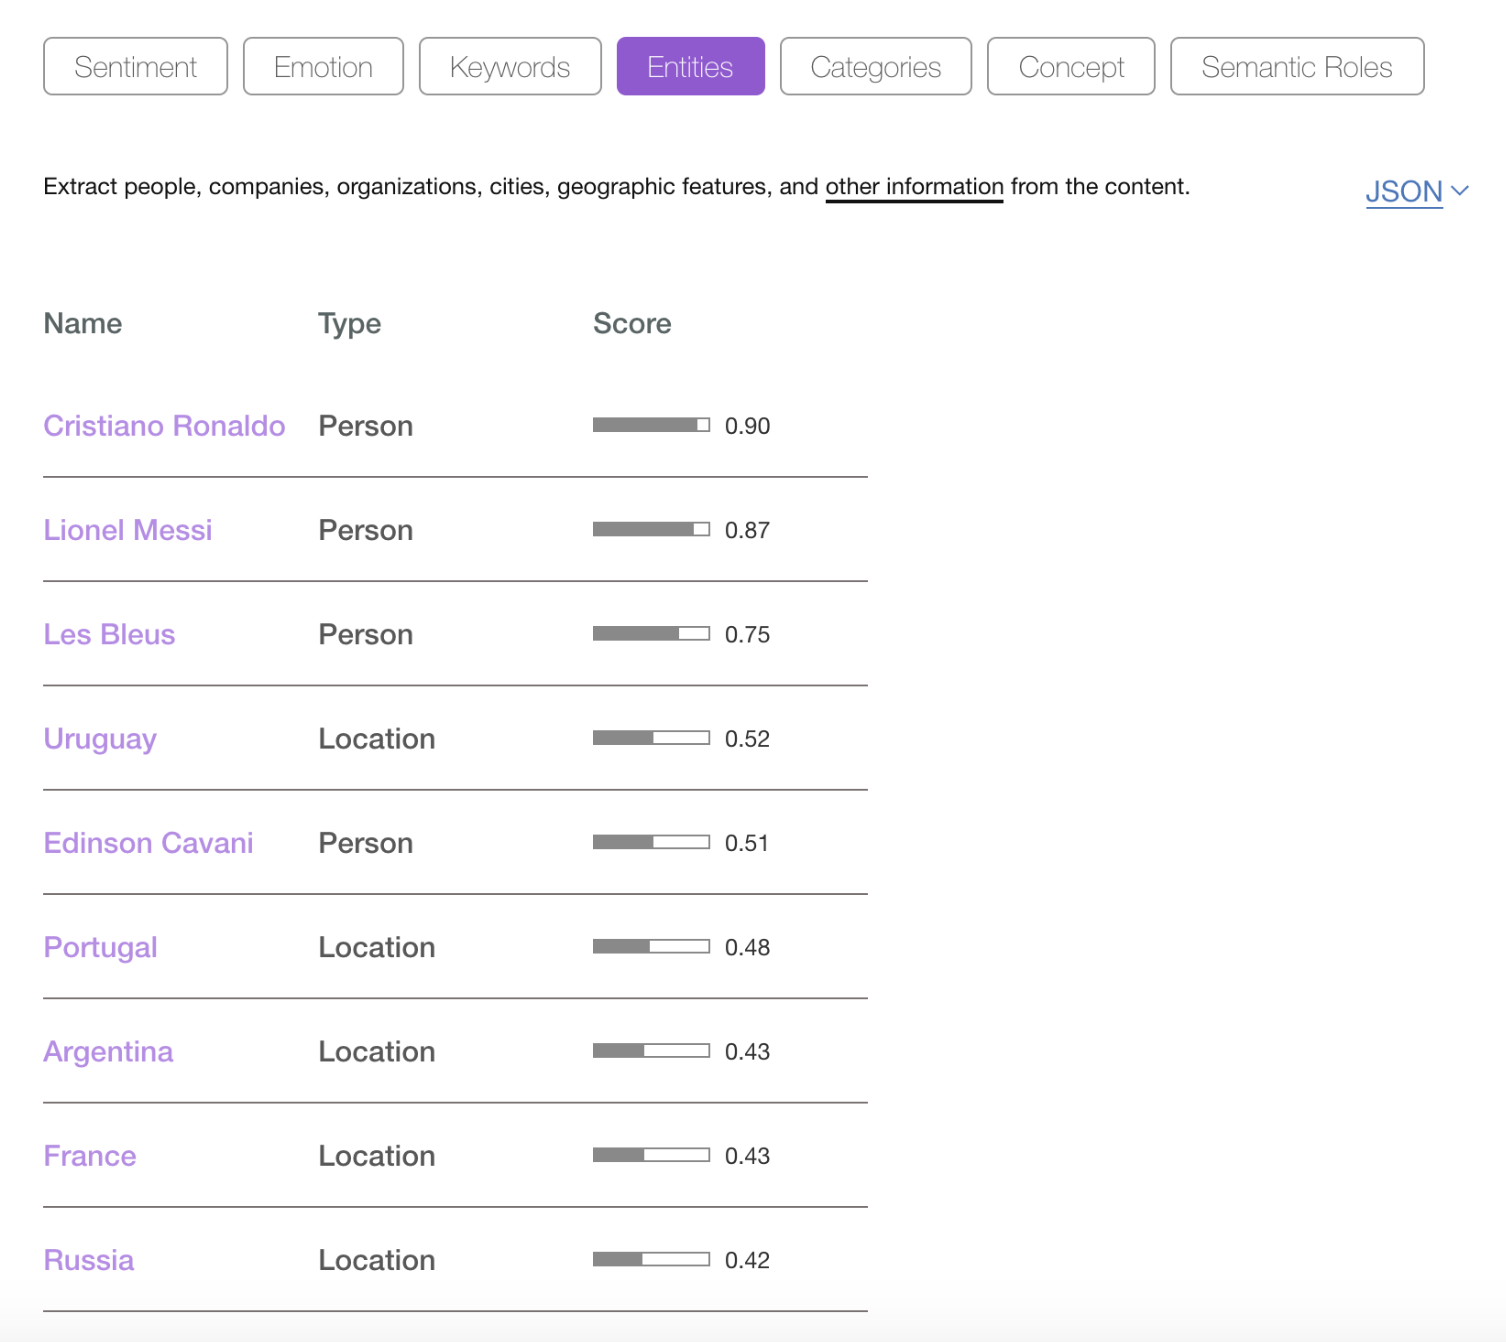 Sentiment Emotion Keywords Entities Categories Concept Semantic Roles
Extract people, companies, organizations, cities, geographic features, and other information from the content.
JSON
Name Type Score
Cristiano Ronaldo Person 0.90
Lionel Messi Person 0.87
Les Bleus Person 0.75
Uruguay Location 0.52
Edinson Cavani Person 0.51
Portugal Location 0.48
Argentina Location 0.43
France Location 0.43
Russia Location 0.42